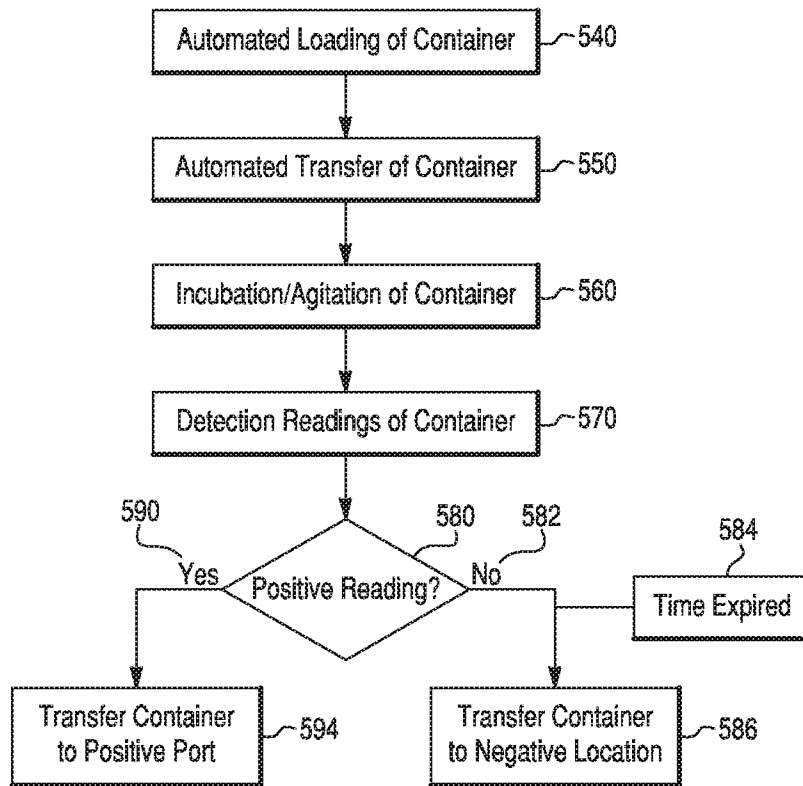 Automated Loading of Container
540
Automated Transfer of Container
550
Incubation/Agitation of Container
560
Detection Readings of Container
570
590
580
582
584
Yes
Positive Reading?
No
Time Expired
Transfer Container
to Positive Port
594
Transfer Container
to Negative Location
586